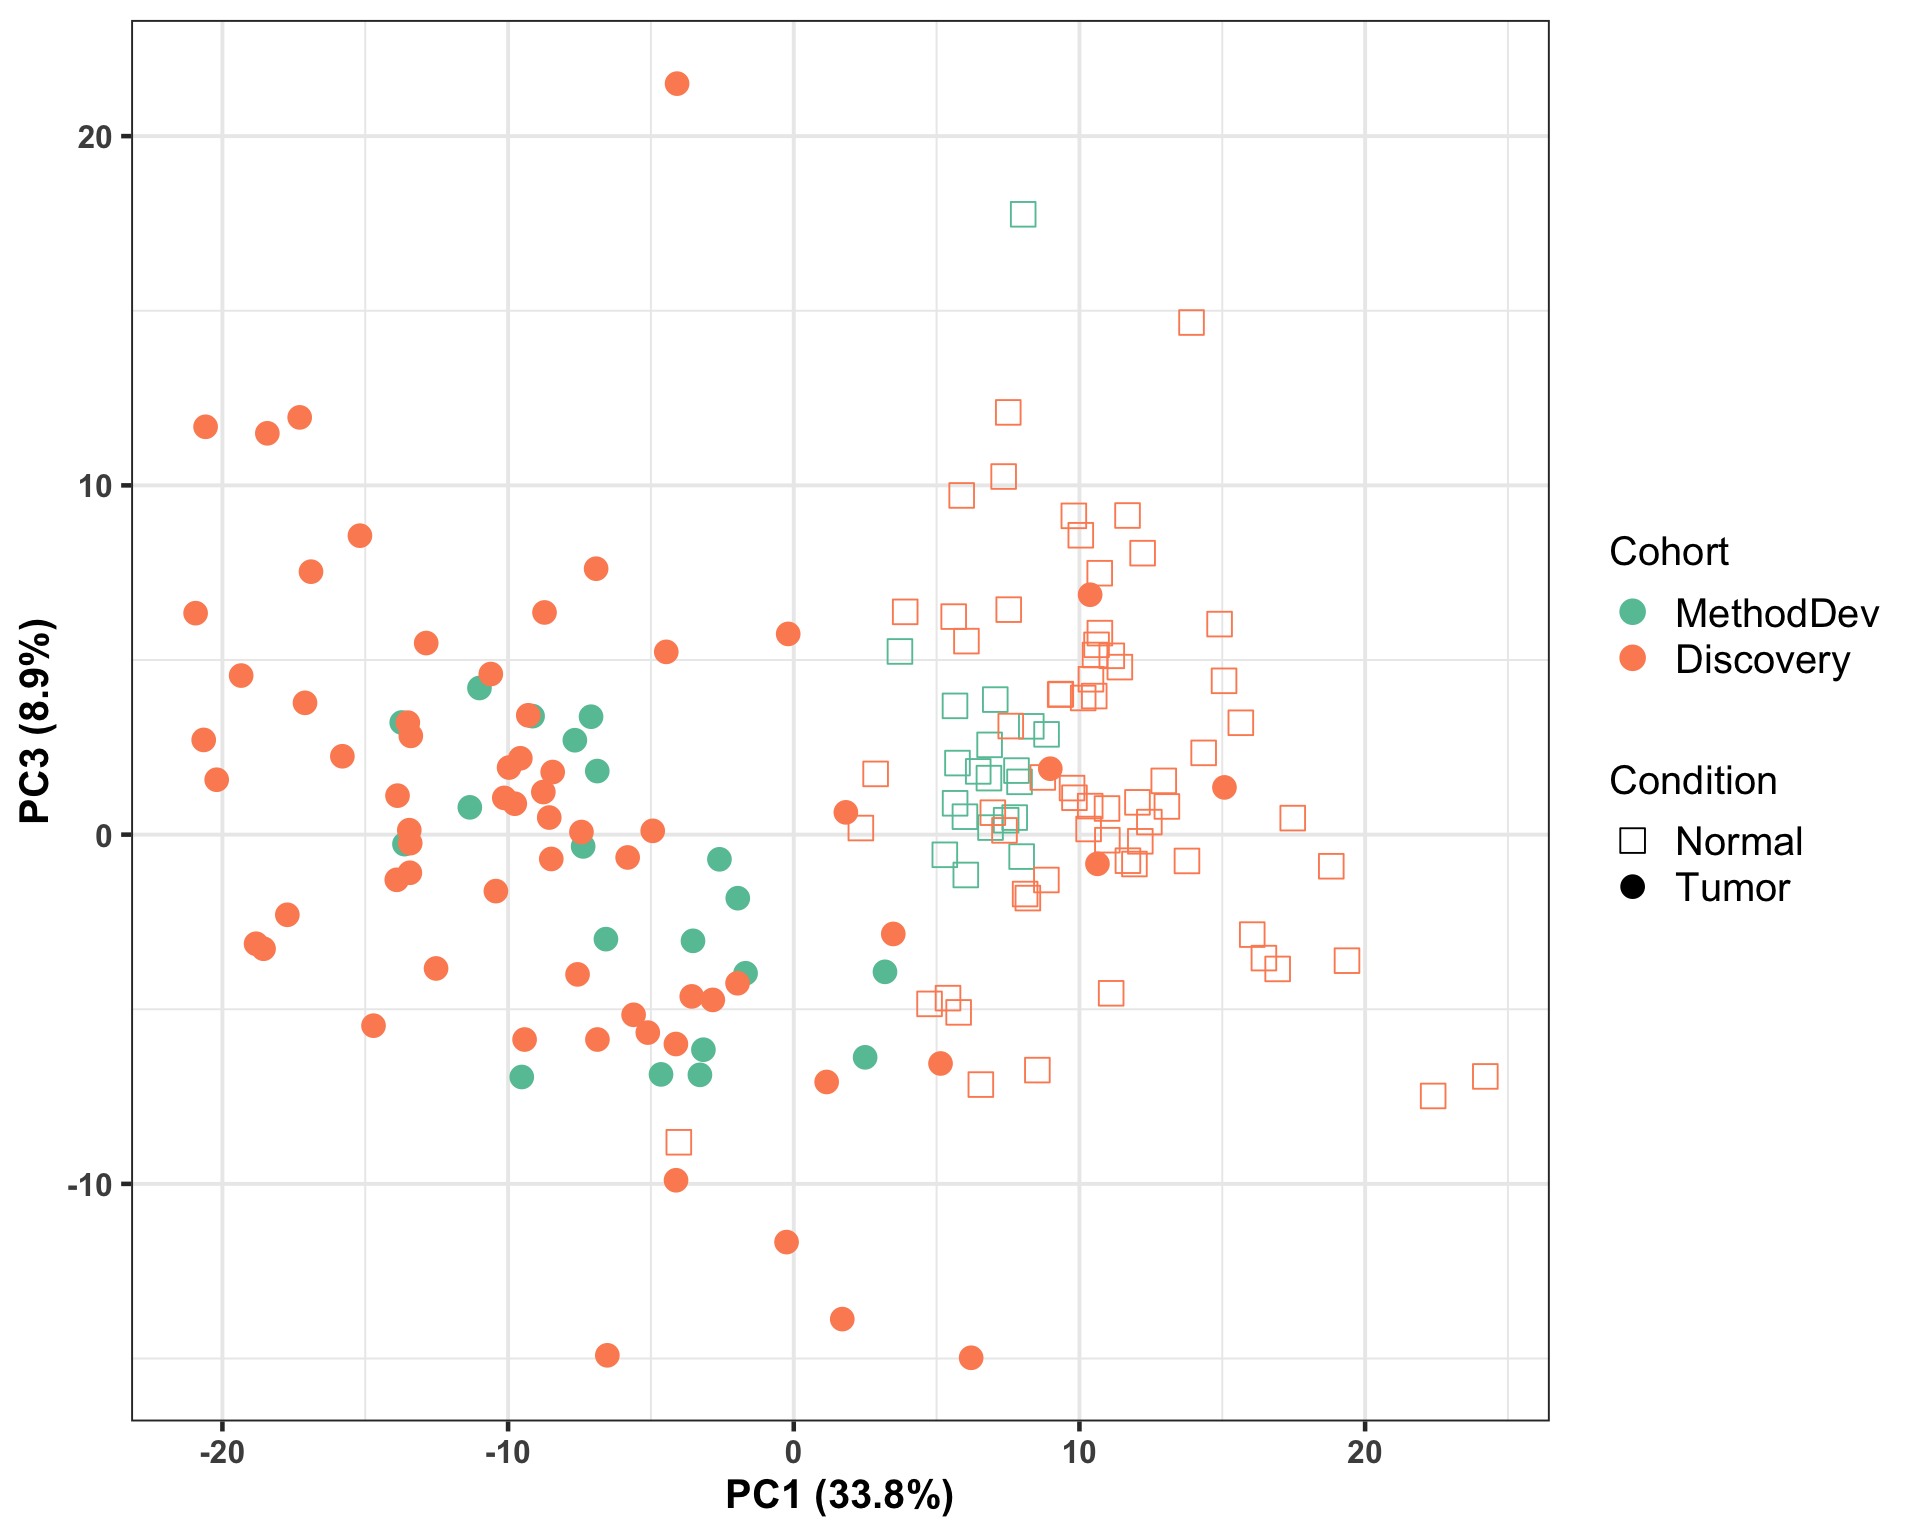 20
10
0
-10
PC3 (8.9%)
-20
-10
0
10
20
PC1 (33.8%)
Cohort
MethodDev
Discovery
Condition
Normal
Tumor